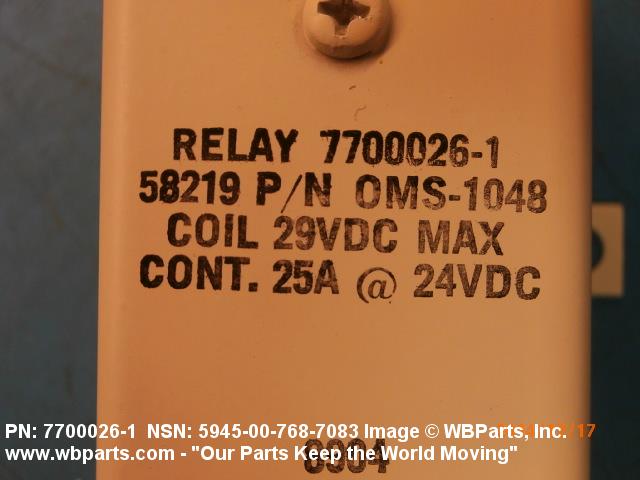 RELAY 7700026-1
58219 P/N OMS-1048
COIL 29VDC MAX
CONT. 25A @ 24VDC
PN: 7700026-1 NSN: 5945-00-768-7083 Image © WBParts, Inc.
www.wbparts.com - "Our Parts Keep the World Moving"